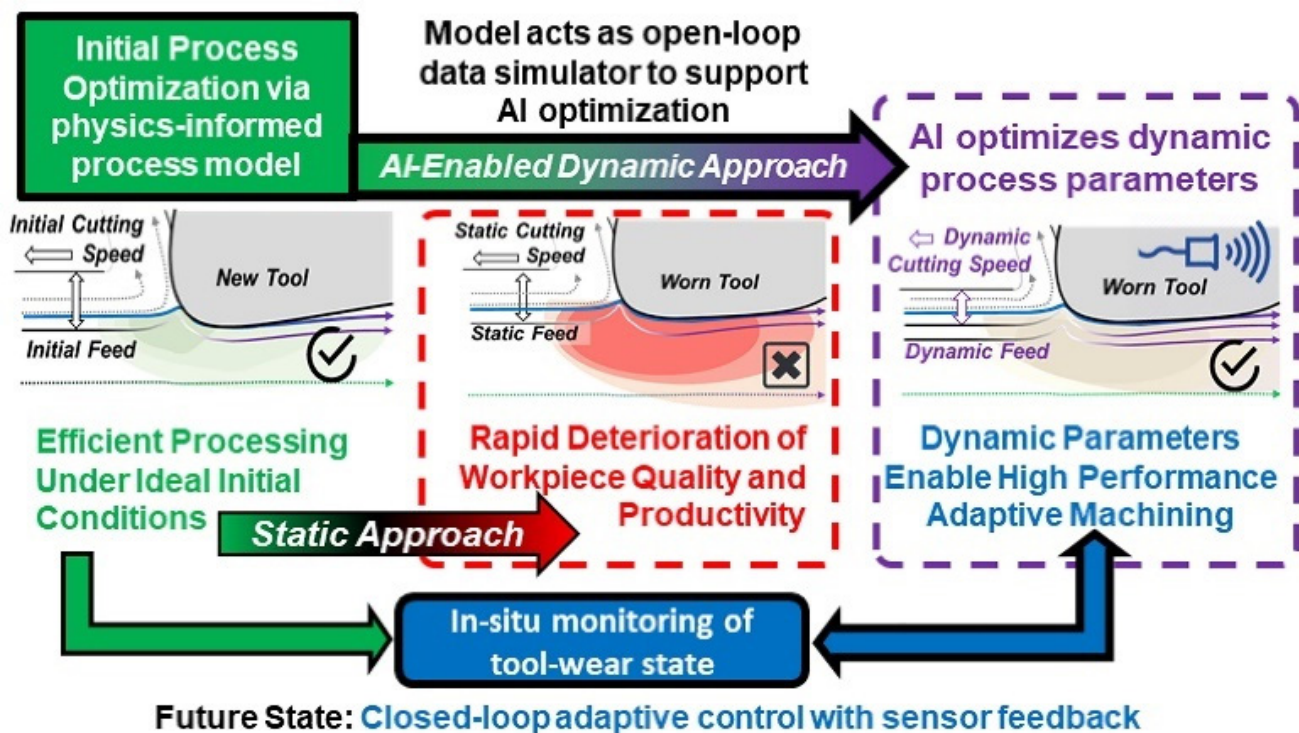 Initial Process
Optimization via
physics-informed
process model
Model acts as open-loop
data simulator to support
AI optimization
AI-Enabled Dynamic Approach
AI optimizes dynamic
process parameters
Initial Cutting
Speed
New Tool
Initial Feed
Static Cutting
Speed
Worn Tool
Static Feed
Dynamic
Cutting Speed
Worn Tool
Dynamic Feed
Efficient Processing
Under Ideal Initial
Conditions
Rapid Deterioration of
Workpiece Quality and
Productivity
Dynamic Parameters
Enable High Performance
Adaptive Machining
Static Approach
In-situ monitoring of
tool-wear state
Future State: Closed-loop adaptive control with sensor feedback